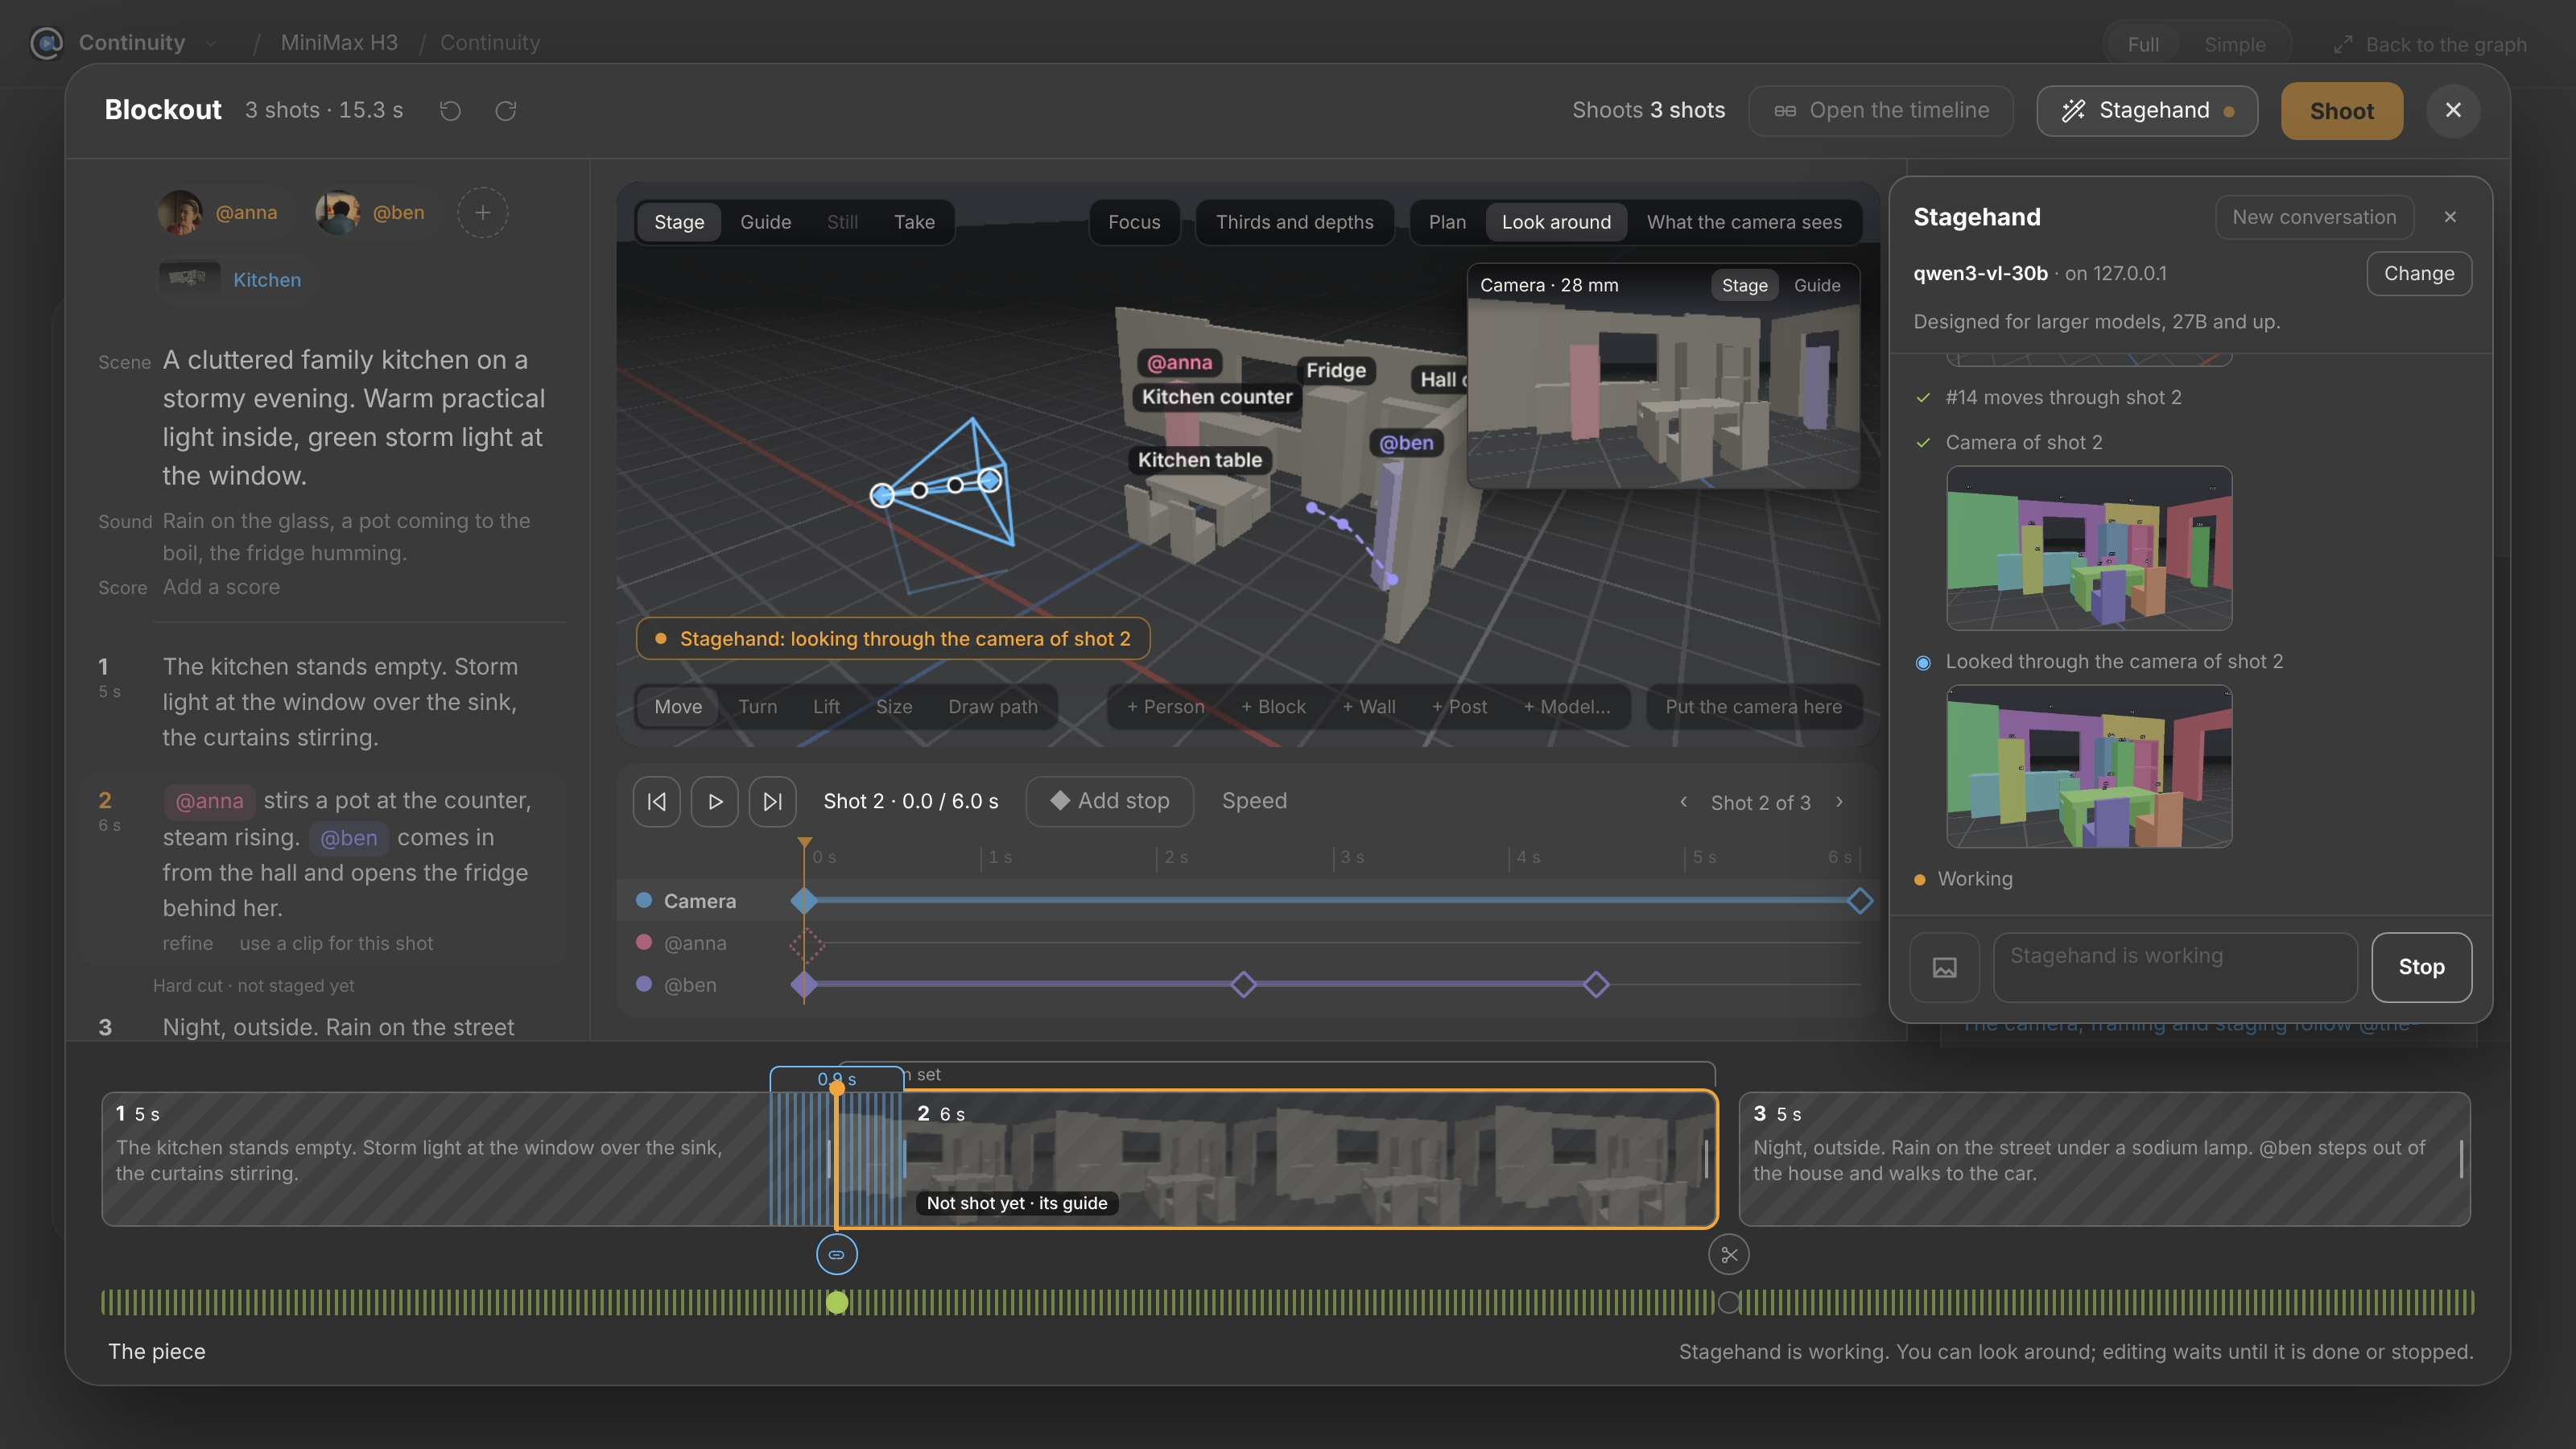 Continuity / MiniMax H3 / Continuity
Full Simple Back to the graph
Blockout 3 shots · 15.3 s
Shoots 3 shots Open the timeline Stagehand Shoot
@anna @ben
Kitchen
Scene A cluttered family kitchen on a
stormy evening. Warm practical
light inside, green storm light at
the window.
Sound Rain on the glass, a pot coming to the
boil, the fridge humming.
Score Add a score
1 The kitchen stands empty. Storm
5 s light at the window over the sink,
the curtains stirring.
2 @anna stirs a pot at the counter,
6 s steam rising. @ben comes in
from the hall and opens the fridge
behind her.
refine use a clip for this shot
Hard cut · not staged yet
3 Night, outside. Rain on the street
Stage Guide Still Take
Focus Thirds and depths Plan Look around What the camera sees
Camera · 28 mm Stage Guide
@anna
Kitchen counter
Fridge
Hall
@ben
Kitchen table
Stagehand: looking through the camera of shot 2
Move Turn Lift Size Draw path
+ Person + Block + Wall + Post + Model... Put the camera here
Shot 2 · 0.0 / 6.0 s Add stop Speed
Shot 2 of 3
0 s 1 s 2 s 3 s 4 s 5 s 6 s
Camera
@anna
@ben
Stagehand New conversation
qwen3-vl-30b · on 127.0.0.1 Change
Designed for larger models, 27B and up.
#14 moves through shot 2
Camera of shot 2
Looked through the camera of shot 2
Working
Stagehand is working Stop
The camera, framing and staging follow @the-
0.9 s
set
1 5 s
The kitchen stands empty. Storm light at the window over the sink,
the curtains stirring.
2 6 s
Not shot yet · its guide
3 5 s
Night, outside. Rain on the street under a sodium lamp. @ben steps out of
the house and walks to the car.
The piece
Stagehand is working. You can look around; editing waits until it is done or stopped.